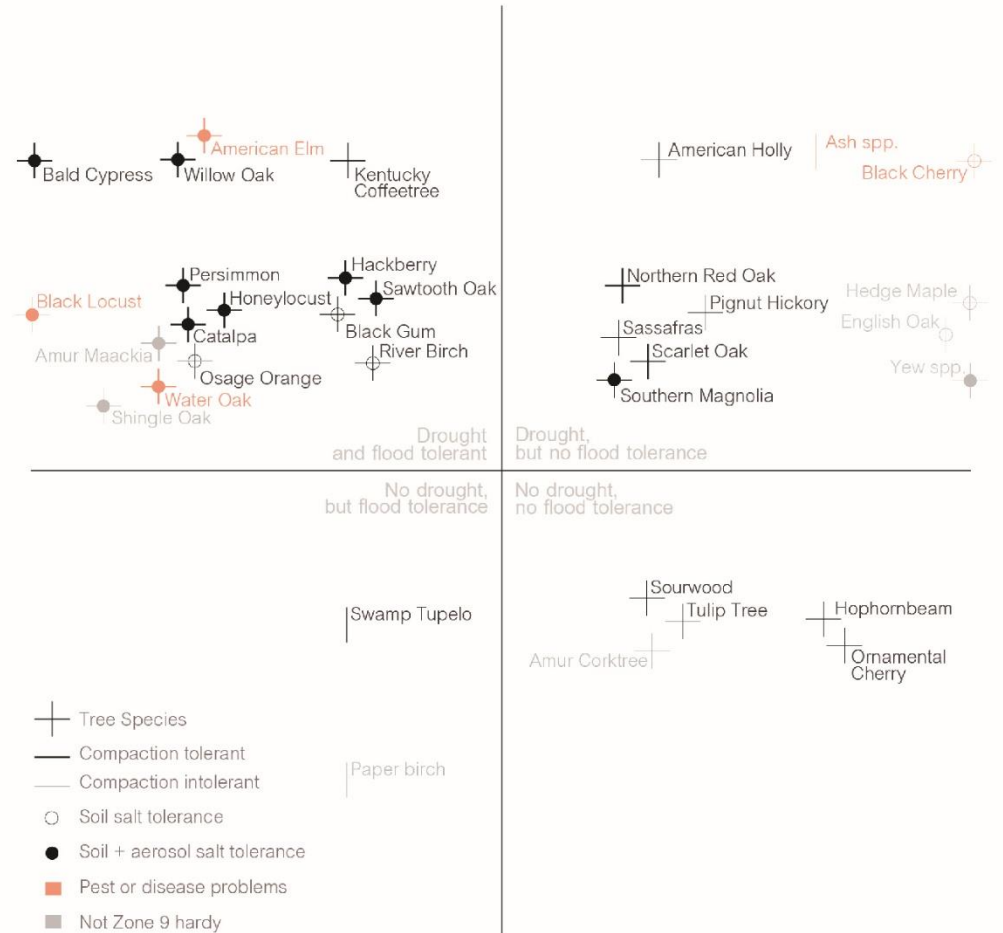 American Elm
Bald Cypress
Willow Oak
Kentucky
Coffeetree
American Holly
Ash spp.
Black Cherry
Persimmon
Hackberry
Honeylocust
Sawtooth Oak
Black Locust
Catalpa
Black Gum
Amur Maackia
River Birch
Osage Orange
Water Oak
Shingle Oak
Northern Red Oak
Hedge Maple
Pignut Hickory
English Oak
Sassafras
Scarlet Oak
Yew spp.
Southern Magnolia
Drought
and flood tolerant
Drought,
but no flood tolerance
No drought,
but flood tolerance
No drought,
no flood tolerance
Swamp Tupelo
Sourwood
Tulip Tree
Hophornbeam
Amur Corktree
Ornamental
Cherry
Paper birch
Tree Species
Compaction tolerant
Compaction intolerant
Soil salt tolerance
Soil + aerosol salt tolerance
Pest or disease problems
Not Zone 9 hardy